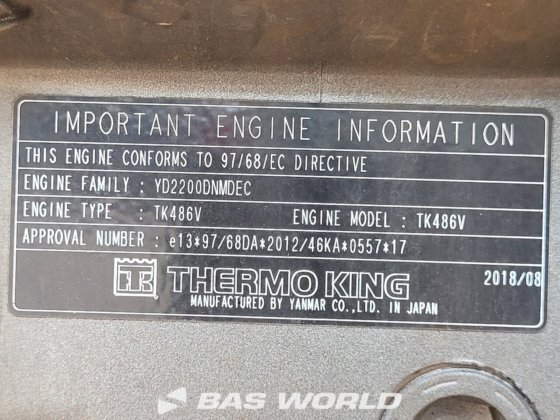 IMPORTANT ENGINE INFORMATION
THIS ENGINE CONFORMS TO 97/68/EC DIRECTIVE
ENGINE FAMILY : YD2200DNMDEC
ENGINE TYPE : TK486V ENGINE MODEL : TK486V
APPROVAL NUMBER : e13*97/68DA*2012/46KA*0557*17
TK THERMO KING 2018/08
MANUFACTURED BY YANMAR CO.,LTD. IN JAPAN
BAS WORLD